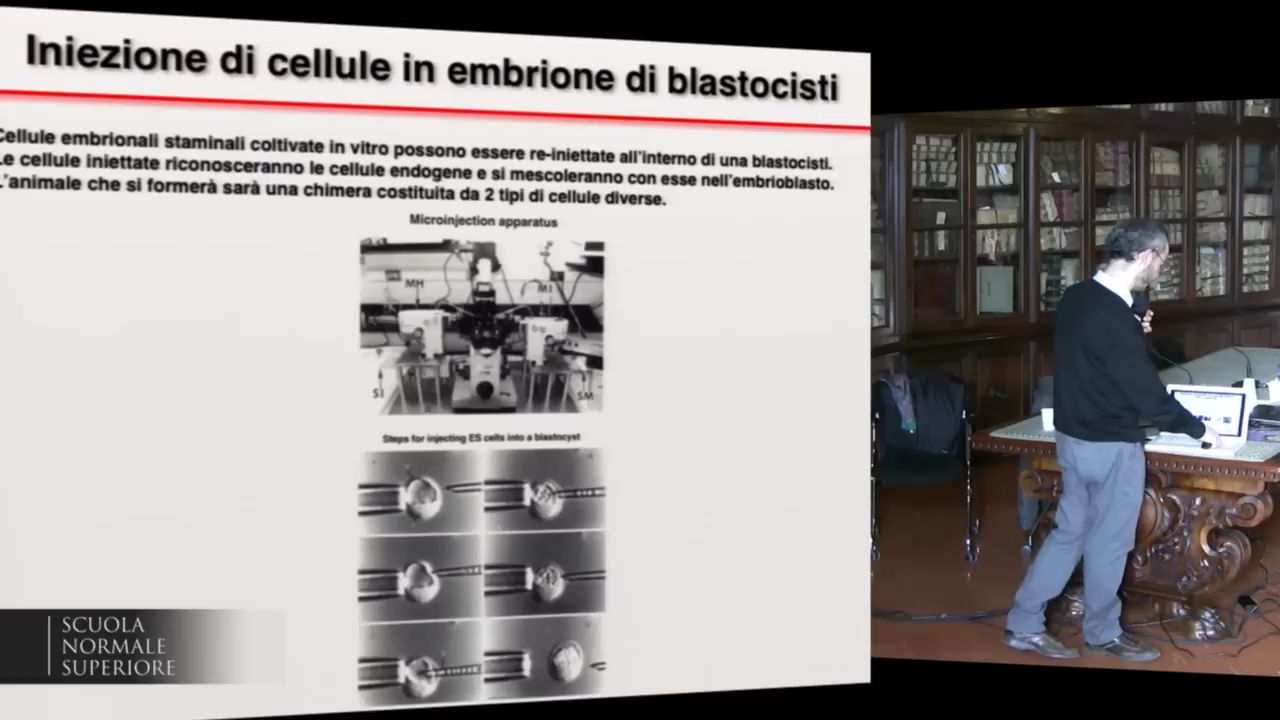 Iniezione di cellule in embrione di blastocisti
Cellule embrionali staminali coltivate in vitro possono essere re-iniettate all'interno di una blastocisti.
Le cellule iniettate riconosceranno le cellule endogene e si mescoleranno con esse nell'embrioblasto.
L'animale che si formerà sarà una chimera costituita da 2 tipi di cellule diverse.
Microinjection apparatus
MH
MI
SI
SM
Steps for injecting ES cells into a blastocyst
SCUOLA
NORMALE
SUPERIORE